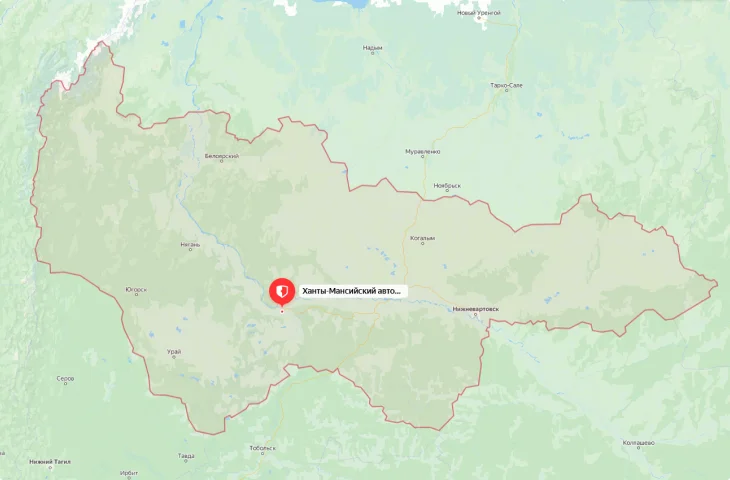 Новый Уренгой
Надым
Тарко-Сале
Муравленко
Белоярский
Ноябрьск
Когалым
Нягань
Югорск
Ханты-Мансийский авто...
Нижневартовск
Урай
Серов
Колпашево
Тобольск
Тавда
Нижний Тагил
Ирбит